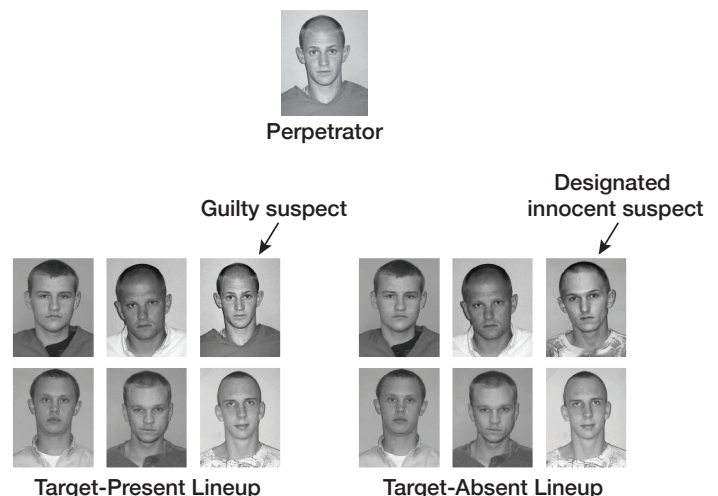 Perpetrator
Guilty suspect
Designated
innocent suspect
Target-Present Lineup
Target-Absent Lineup